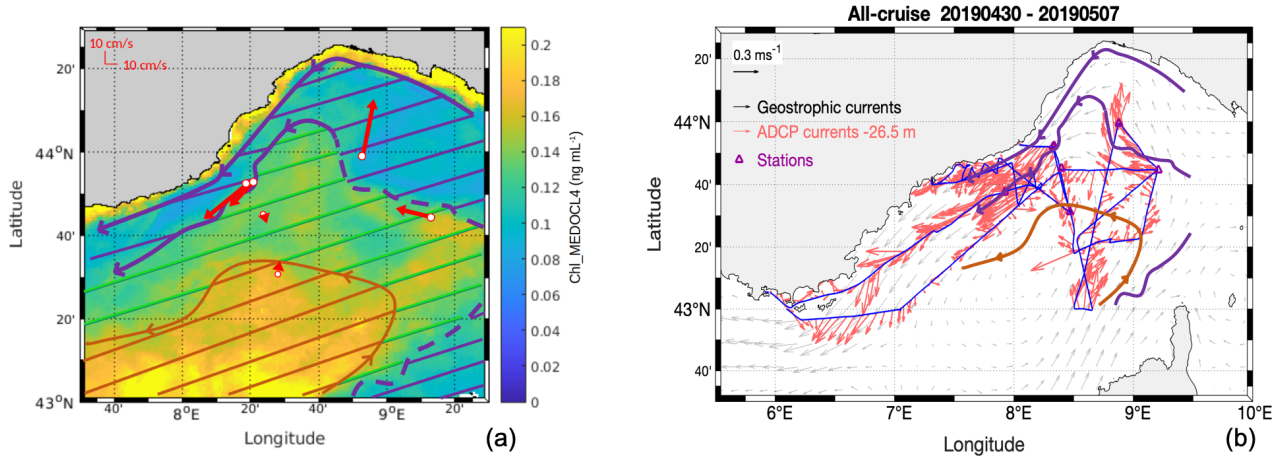 10 cm/s
10 cm/s
20'
44°N
40'
20'
43°N
Latitude
40'
8°E
20'
40'
9°E
20'
Longitude
0.2
0.18
0.16
0.14
0.12
0.1
0.08
0.06
0.04
0.02
0
Chl_MEDOCL4 (ng mL⁻¹)
(a)
All-cruise 20190430 - 20190507
0.3 ms⁻¹
Geostrophic currents
ADCP currents -26.5 m
Stations
20'
44°N
40'
20'
43°N
40'
Latitude
6°E
7°E
8°E
9°E
10°E
Longitude
(b)